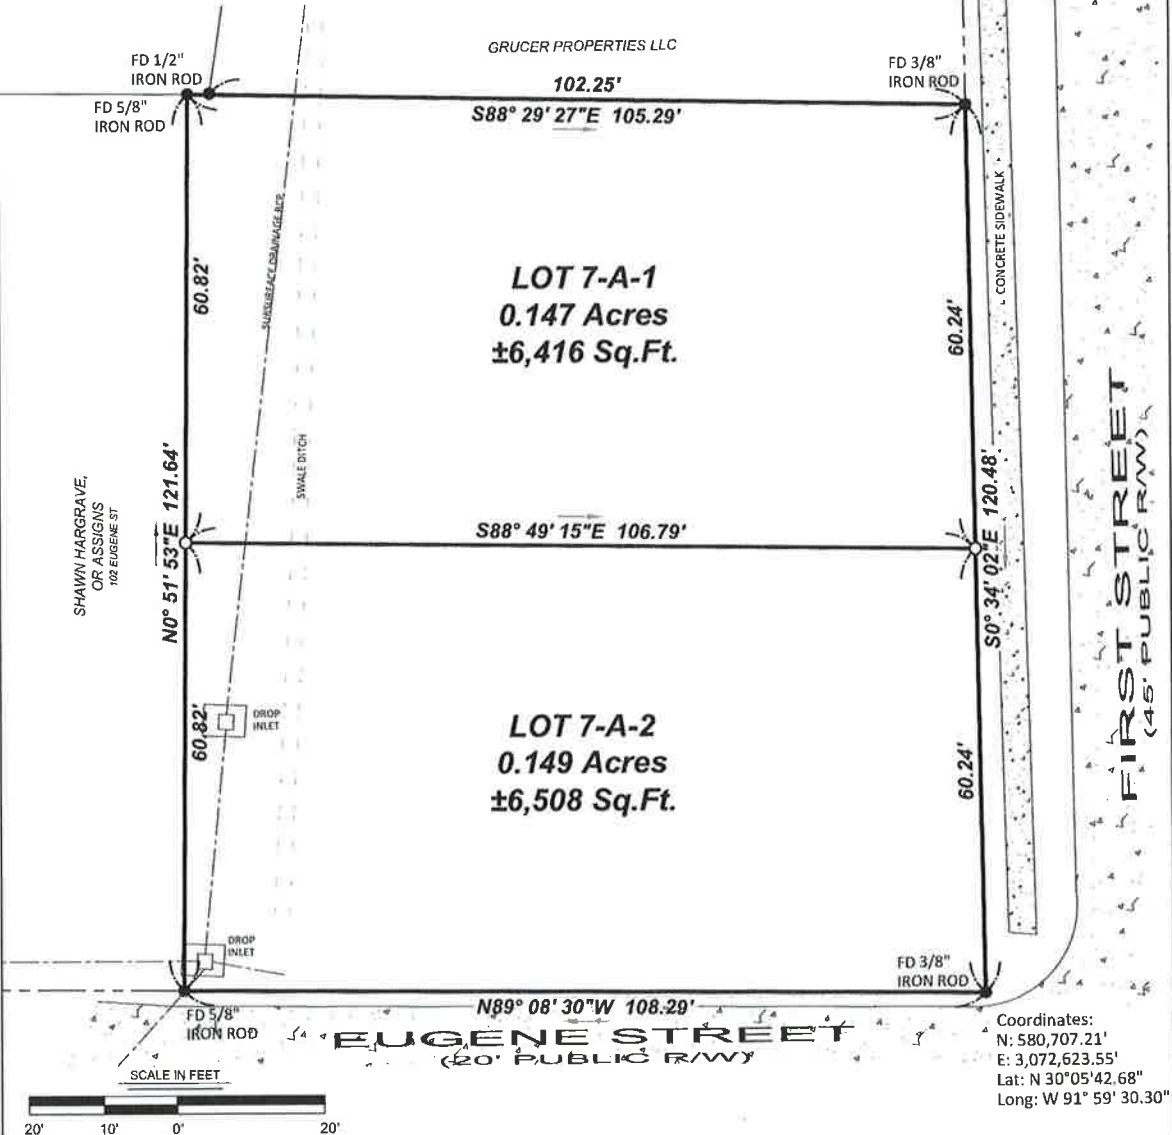 GRUCER PROPERTIES LLC
FD 1/2"
IRON ROD
FD 5/8"
IRON ROD
102.25'
S88° 29' 27"E 105.29'
FD 3/8"
IRON ROD
SUBSURFACE DRAINAGE RCP
CONCRETE SIDEWALK
LOT 7-A-1
0.147 Acres
±6,416 Sq.Ft.
60.82'
60.24'
SWALE DITCH
SHAWN HARGRAVE,
OR ASSIGNS
102 EUGENE ST
N0° 51' 53"E 121.64'
S88° 49' 15"E 106.79'
S0° 34' 02"E 120.48'
FIRST STREET
(45' PUBLIC R/W)
60.82'
DROP
INLET
LOT 7-A-2
0.149 Acres
±6,508 Sq.Ft.
60.24'
DROP
INLET
FD 3/8"
IRON ROD
FD 5/8"
IRON ROD
N89° 08' 30"W 108.29'
EUGENE STREET
(20' PUBLIC R/W)
Coordinates:
N: 580,707.21'
E: 3,072,623.55'
Lat: N 30°05'42.68"
Long: W 91° 59' 30.30"
SCALE IN FEET
20' 10' 0' 20'